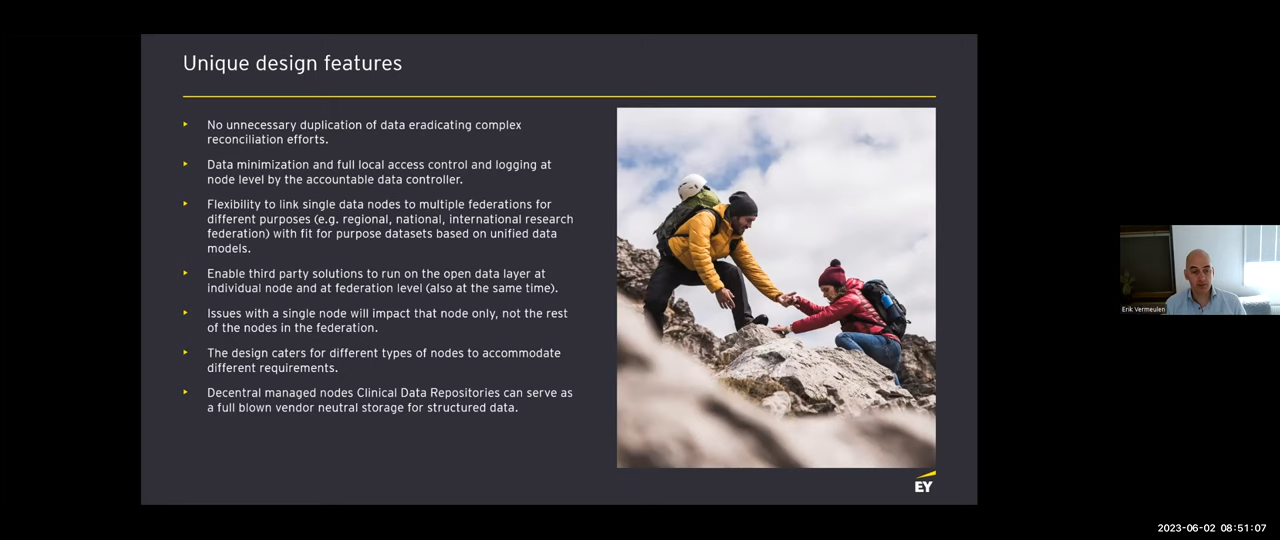 Unique design features
No unnecessary duplication of data eradicating complex
reconciliation efforts.
Data minimization and full local access control and logging at
node level by the accountable data controller.
Flexibility to link single data nodes to multiple federations for
different purposes (e.g. regional, national, international research
federation) with fit for purpose datasets based on unified data
models.
Enable third party solutions to run on the open data layer at
individual node and at federation level (also at the same time).
Issues with a single node will impact that node only, not the rest
of the nodes in the federation.
The design caters for different types of nodes to accommodate
different requirements.
Decentral managed nodes Clinical Data Repositories can serve as
a full blown vendor neutral storage for structured data.
EY
Erik Vermeulen
2023-06-02 08:51:07